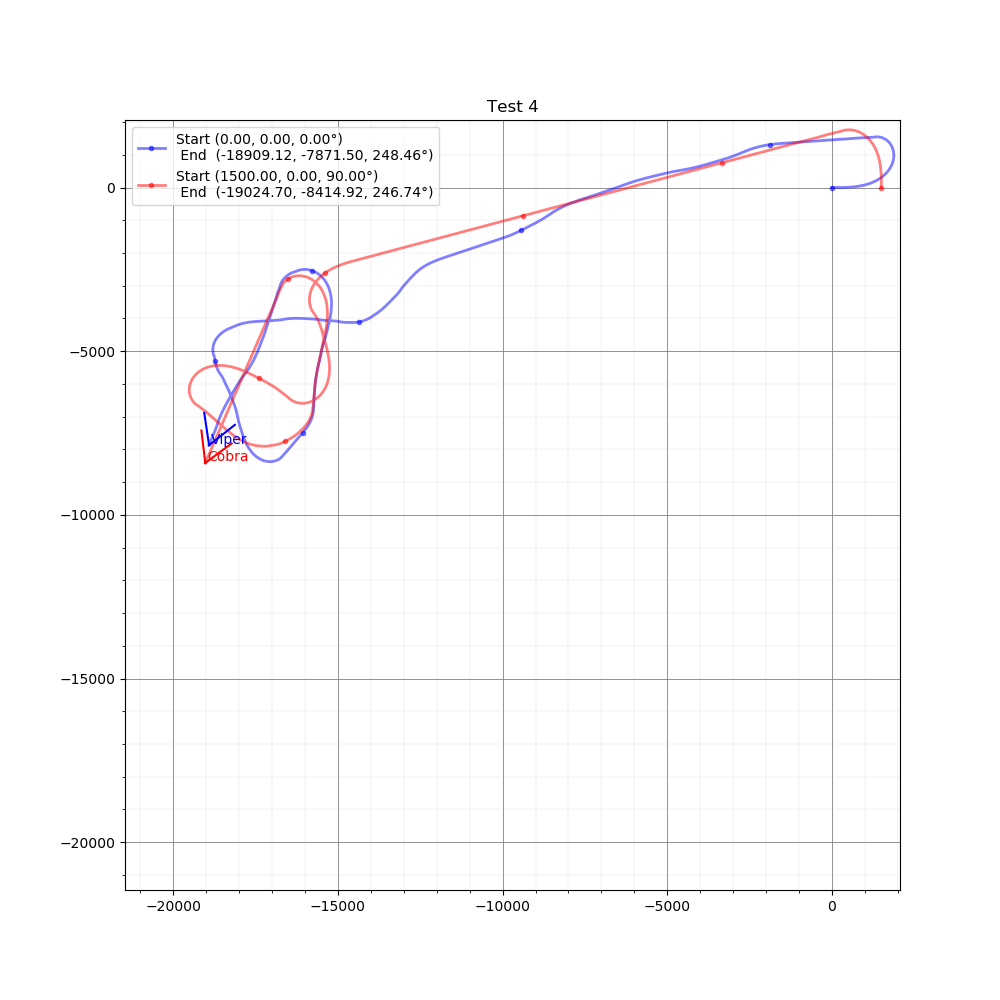 Test 4
Start (0.00, 0.00, 0.00°)
End (-18909.12, -7871.50, 248.46°)
Start (1500.00, 0.00, 90.00°)
End (-19024.70, -8414.92, 246.74°)
0
−5000
−10000
−15000
−20000
Viper
Cobra
−20000 −15000 −10000 −5000 0